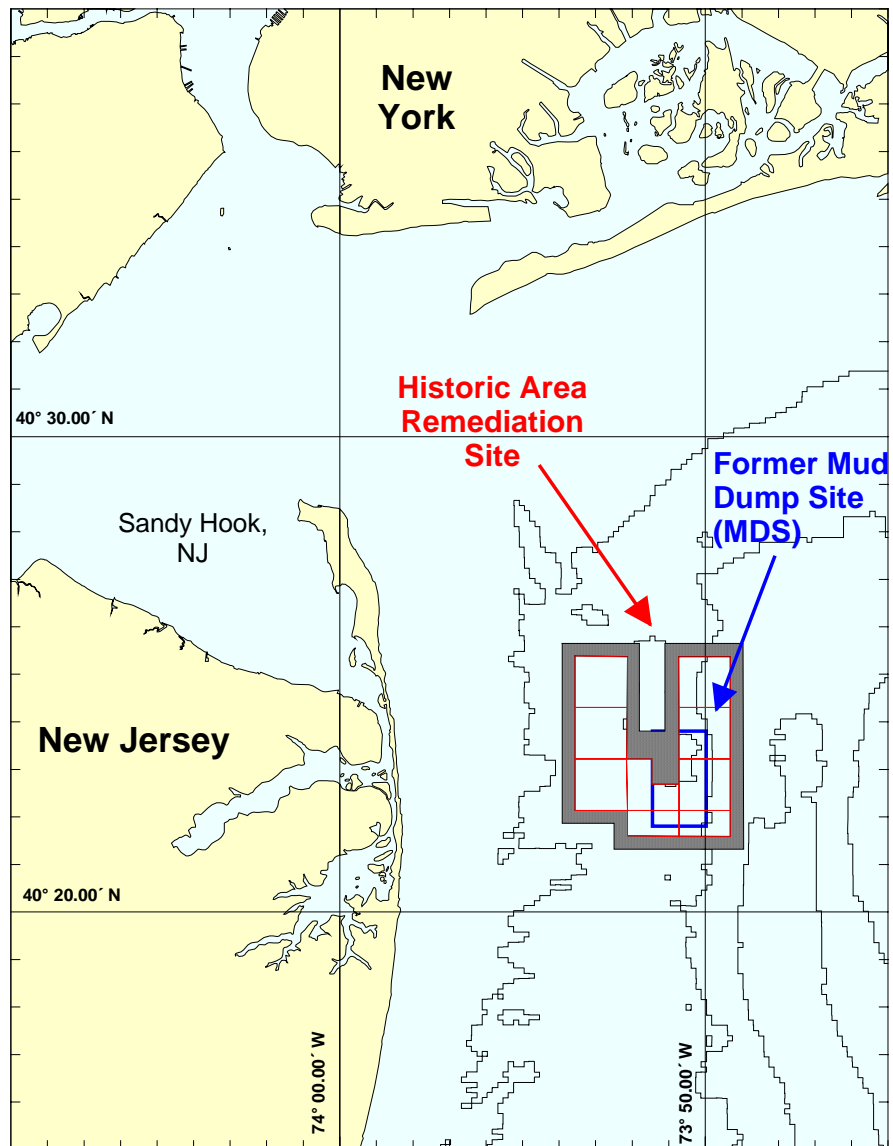 New
York
Historic Area
Remediation
Site
40° 30.00´ N
Former Mud
Dump Site
(MDS)
Sandy Hook,
NJ
New Jersey
40° 20.00´ N
74° 00.00´ W
73° 50.00´ W